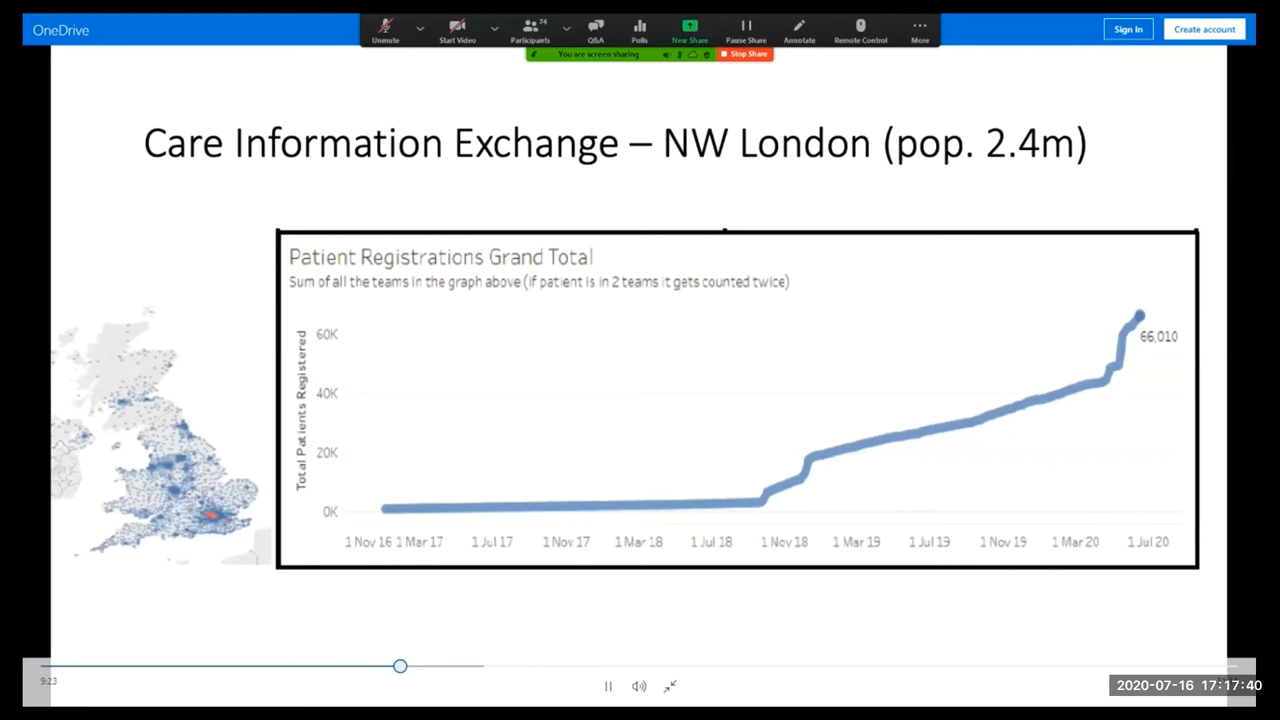 OneDrive
Unmute
Start Video
Participants
74
Q&A
Polls
New Share
Pause Share
Annotate
Remote Control
More
Sign In
Create account
You are screen sharing
Stop Share
Care Information Exchange – NW London (pop. 2.4m)
Patient Registrations Grand Total
Sum of all the teams in the graph above (if patient is in 2 teams it gets counted twice)
Total Patients Registered
60K
40K
20K
0K
66,010
1 Nov 16 1 Mar 17 1 Jul 17 1 Nov 17 1 Mar 18 1 Jul 18 1 Nov 18 1 Mar 19 1 Jul 19 1 Nov 19 1 Mar 20 1 Jul 20
9:23
2020-07-16 17:17:40